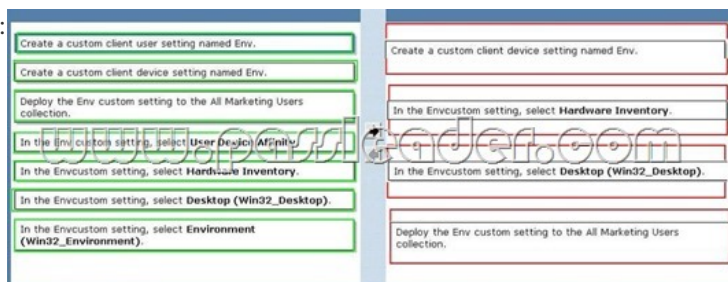 :
Create a custom client user setting named Env.
Create a custom client device setting named Env.
Deploy the Env custom setting to the All Marketing Users
collection.
In the Env custom setting, select User Device Affinity.
In the Envcustom setting, select Hardware Inventory.
In the Envcustom setting, select Desktop (Win32_Desktop).
In the Envcustom setting, select Environment
(Win32_Environment).
Create a custom client device setting named Env.
In the Envcustom setting, select Hardware Inventory.
In the Envcustom setting, select Desktop (Win32_Desktop).
Deploy the Env custom setting to the All Marketing Users
collection.
www.passleader.com